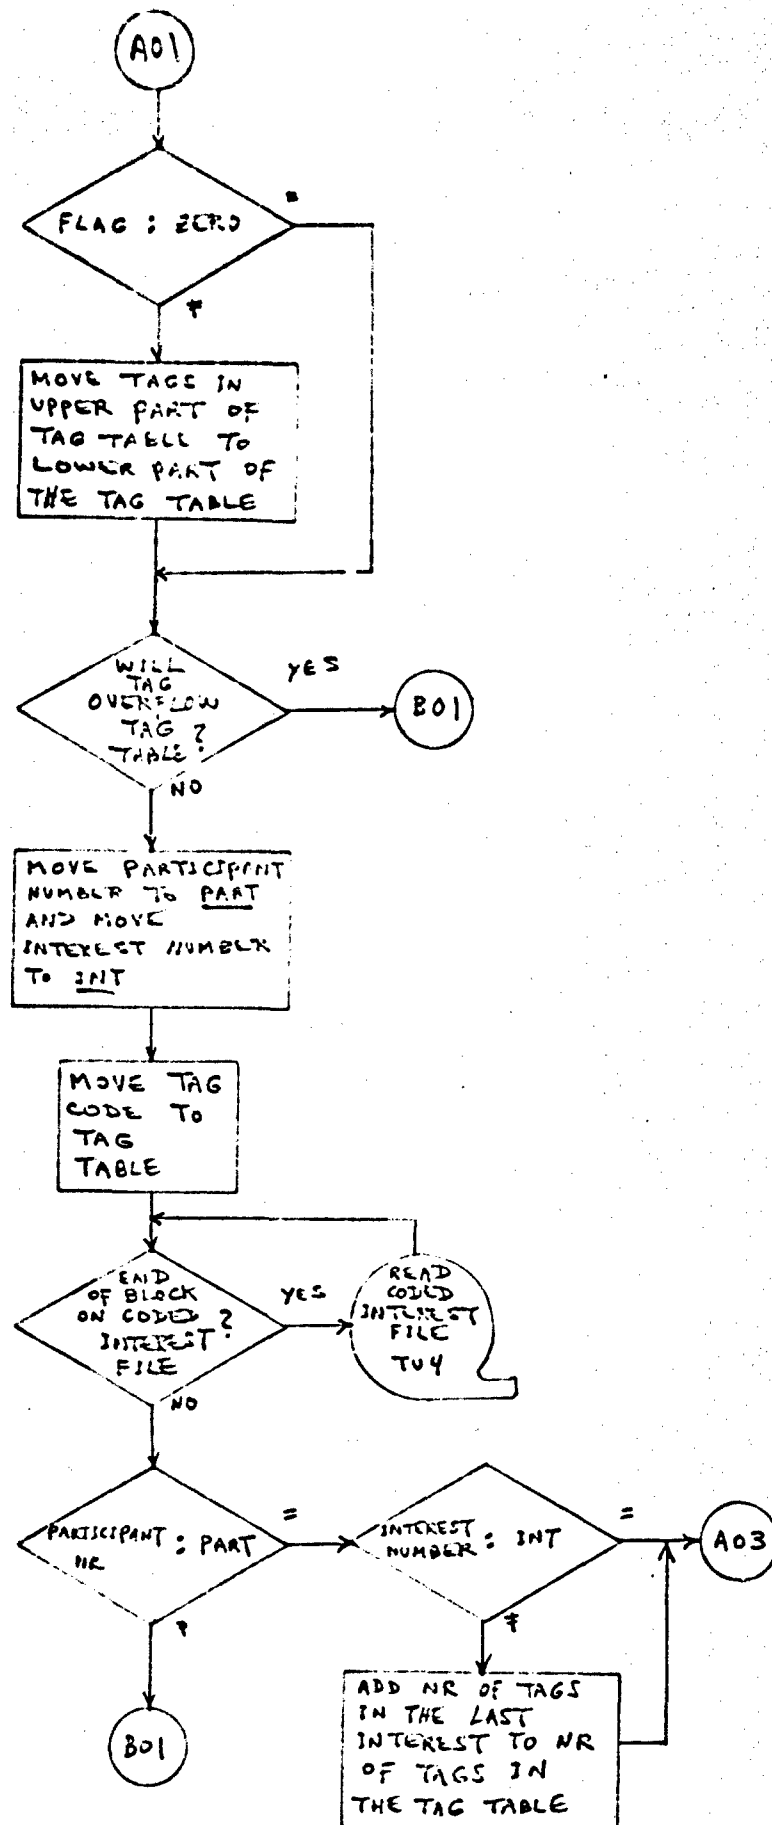 A01
FLAG : ZERO
=
≠
MOVE TAGS IN
UPPER PART OF
TAG TABLE TO
LOWER PART OF
THE TAG TABLE
WILL
TAG
OVERFLOW
TAG ?
TABLE
YES
B01
NO
MOVE PARTICIPANT
NUMBER TO PART
AND MOVE
INTEREST NUMBER
TO INT
MOVE TAG
CODE TO
TAG
TABLE
END
OF BLOCK
ON CODED ?
INTEREST
FILE
YES
READ
CODED
INTEREST
FILE
TU4
NO
PARTICIPANT : PART
NR
=
INTEREST : INT
NUMBER
=
A03
≠
≠
B01
ADD NR OF TAGS
IN THE LAST
INTEREST TO NR
OF TAGS IN
THE TAG TABLE